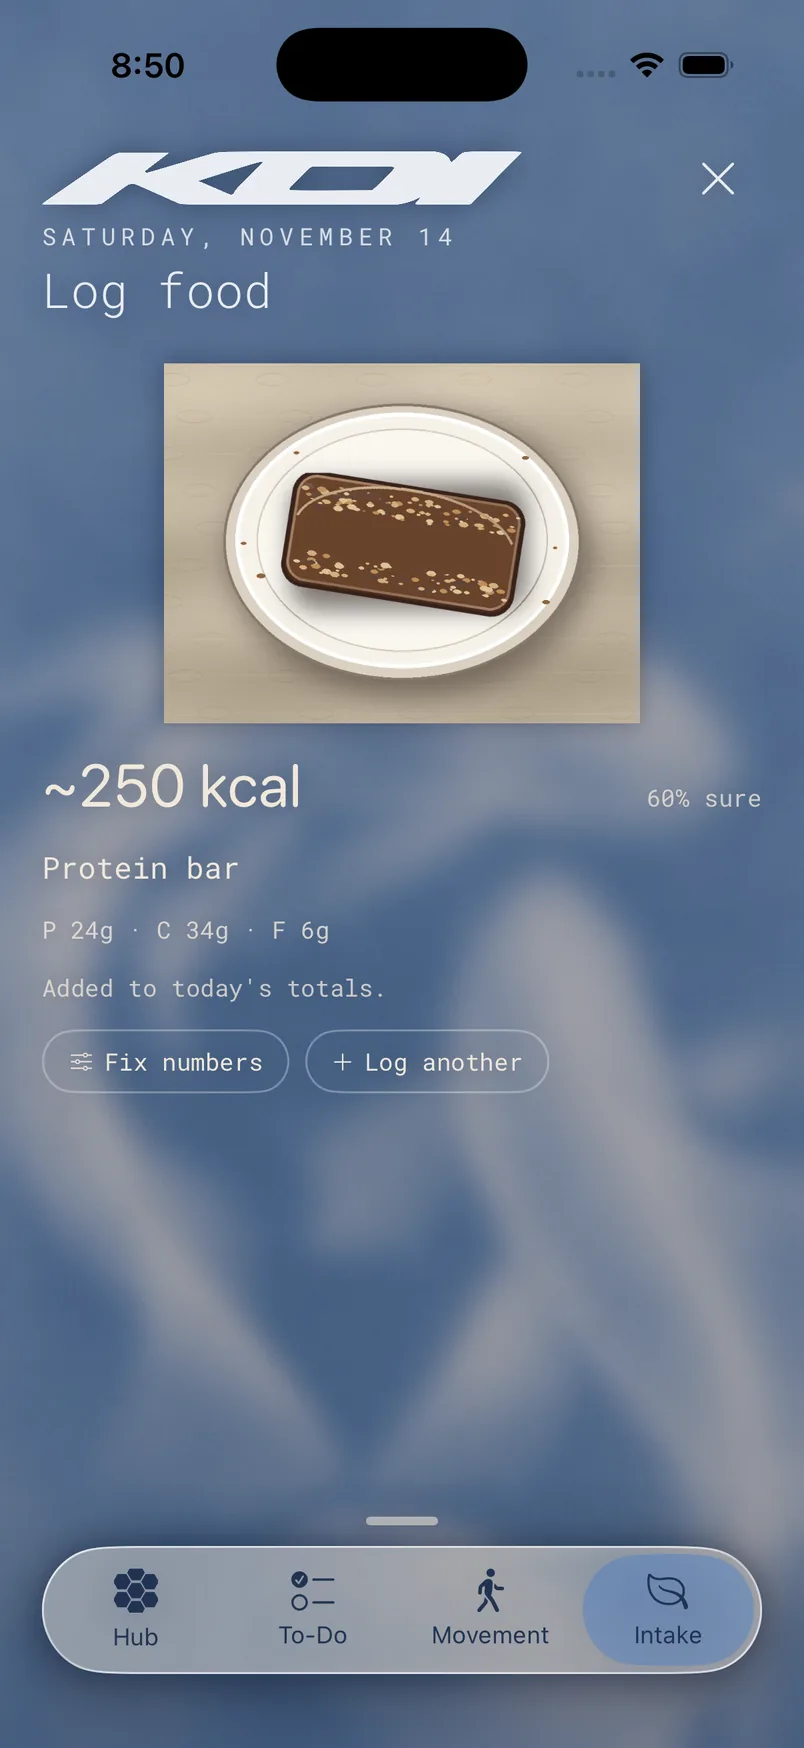 8:50
KOI
SATURDAY, NOVEMBER 14
Log food
~250 kcal
60% sure
Protein bar
P 24g · C 34g · F 6g
Added to today's totals.
Fix numbers
+ Log another
Hub
To-Do
Movement
Intake